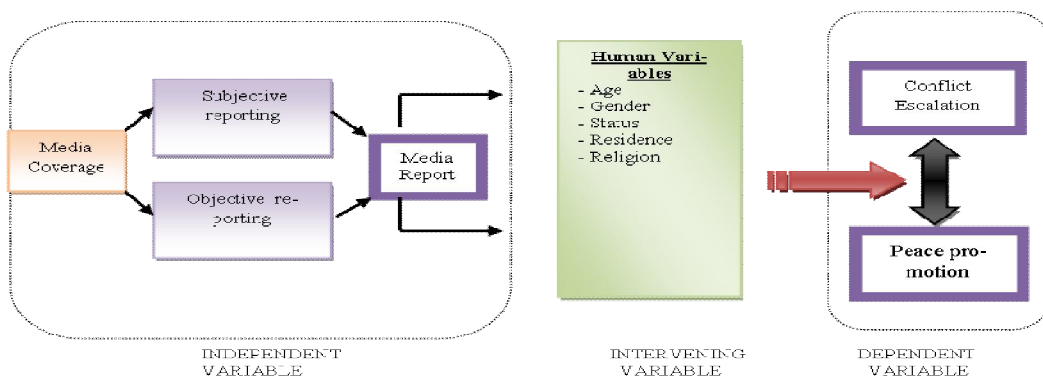 Media
Coverage
Subjective
reporting
Objective re-
porting
Media
Report
Human Vari-
ables
- Age
- Gender
- Status
- Residence
- Religion
Conflict
Escalation
Peace pro-
motion
INDEPENDENT
VARIABLE
INTERVENING
VARIABLE
DEPENDENT
VARIABLE